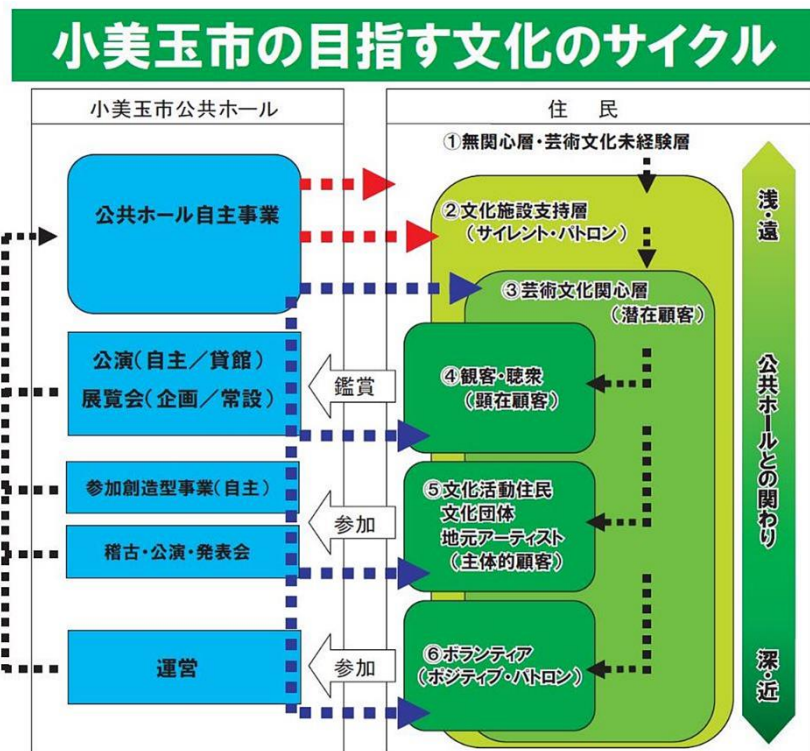 小美玉市の目指す文化のサイクル
小美玉市公共ホール
住 民
①無関心層・芸術文化未経験層
公共ホール自主事業
②文化施設支持層
(サイレント・パトロン)
③芸術文化関心層
(潜在顧客)
公演(自主/貸館)
展覧会(企画/常設)
鑑賞
④観客・聴衆
(顕在顧客)
参加創造型事業(自主)
稽古・公演・発表会
参加
⑤文化活動住民
文化団体
地元アーティスト
(主体的顧客)
運営
参加
⑥ボランティア
(ポジティブ・パトロン)
浅・遠
公共ホールとの関わり
深・近